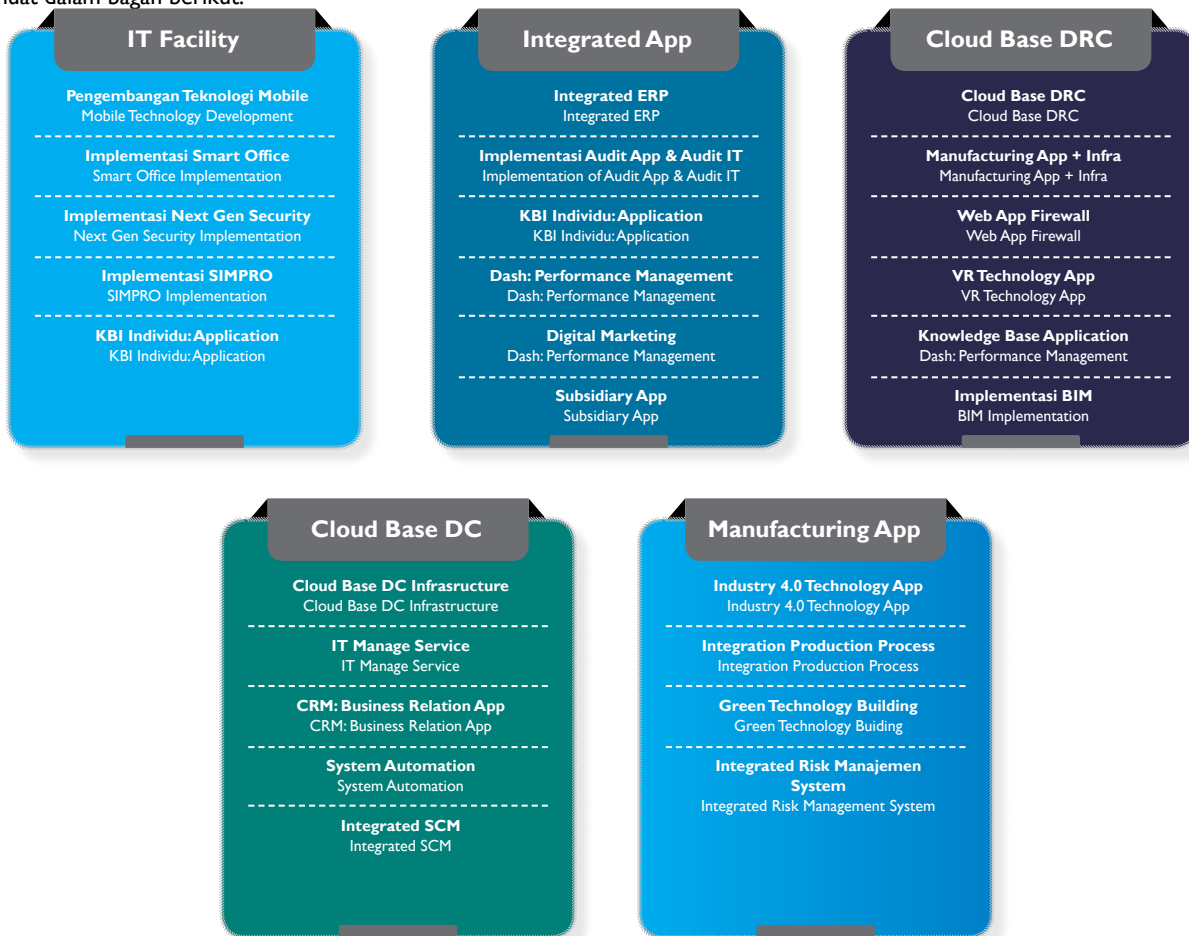 dalam bagan berikut:
IT Facility
Pengembangan Teknologi Mobile
Mobile Technology Development
Implementasi Smart Office
Smart Office Implementation
Implementasi Next Gen Security
Next Gen Security Implementation
Implementasi SIMPRO
SIMPRO Implementation
KBI Individu: Application
KBI Individu: Application
Integrated App
Integrated ERP
Integrated ERP
Implementasi Audit App & Audit IT
Implementation of Audit App & Audit IT
KBI Individu: Application
KBI Individu: Application
Dash: Performance Management
Dash: Performance Management
Digital Marketing
Dash: Performance Management
Subsidiary App
Subsidiary App
Cloud Base DRC
Cloud Base DRC
Cloud Base DRC
Manufacturing App + Infra
Manufacturing App + Infra
Web App Firewall
Web App Firewall
VR Technology App
VR Technology App
Knowledge Base Application
Dash: Performance Management
Implementasi BIM
BIM Implementation
Cloud Base DC
Cloud Base DC Infrasructure
Cloud Base DC Infrastructure
IT Manage Service
IT Manage Service
CRM: Business Relation App
CRM: Business Relation App
System Automation
System Automation
Integrated SCM
Integrated SCM
Manufacturing App
Industry 4.0 Technology App
Industry 4.0 Technology App
Integration Production Process
Integration Production Process
Green Technology Building
Green Technology Buiding
Integrated Risk Manajemen
System
Integrated Risk Management System